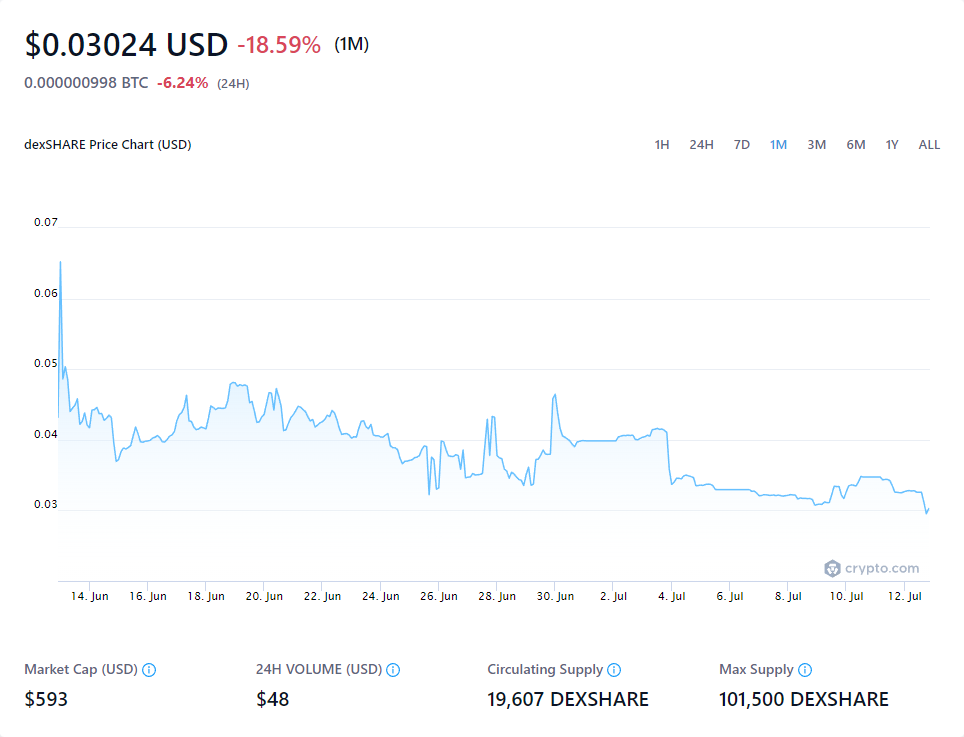 $0.03024 USD -18.59% (1M)
0.000000998 BTC -6.24% (24H)
dexSHARE Price Chart (USD) 1H 24H 7D 1M 3M 6M 1Y ALL
0.07
0.06
0.05
0.04
0.03
crypto.com
14. Jun 16. Jun 18. Jun 20. Jun 22. Jun 24. Jun 26. Jun 28. Jun 30. Jun 2. Jul 4. Jul 6. Jul 8. Jul 10. Jul 12. Jul
Market Cap (USD) 24H VOLUME (USD) Circulating Supply Max Supply
$593 $48 19,607 DEXSHARE 101,500 DEXSHARE